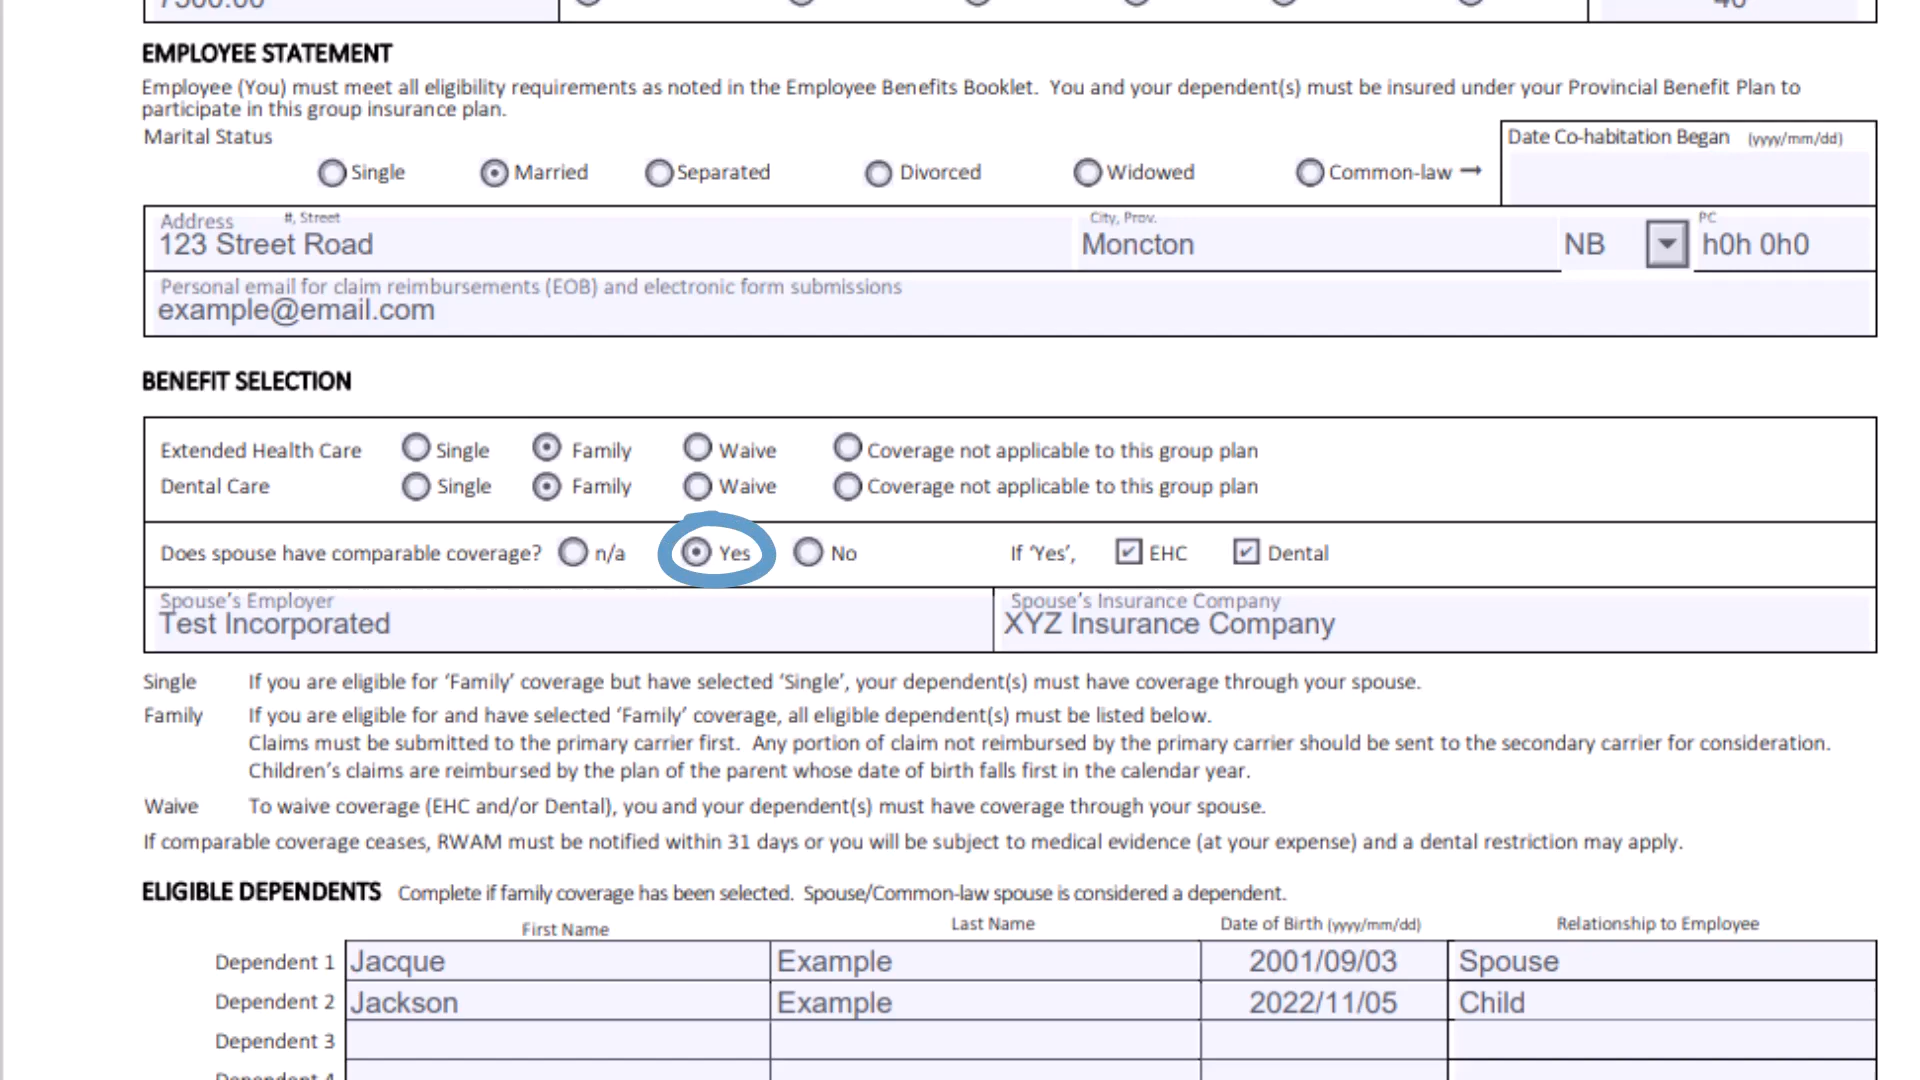 7500.00 40
EMPLOYEE STATEMENT
Employee (You) must meet all eligibility requirements as noted in the Employee Benefits Booklet. You and your dependent(s) must be insured under your Provincial Benefit Plan to
participate in this group insurance plan.
Marital Status
Single Married Separated Divorced Widowed Common-law → Date Co-habitation Began (yyyy/mm/dd)
Address #, Street City, Prov. PC
123 Street Road Moncton NB h0h 0h0
Personal email for claim reimbursements (EOB) and electronic form submissions
example@email.com
BENEFIT SELECTION
Extended Health Care Single Family Waive Coverage not applicable to this group plan
Dental Care Single Family Waive Coverage not applicable to this group plan
Does spouse have comparable coverage? n/a Yes No If ‘Yes’, EHC Dental
Spouse’s Employer Spouse’s Insurance Company
Test Incorporated XYZ Insurance Company
Single If you are eligible for ‘Family’ coverage but have selected ‘Single’, your dependent(s) must have coverage through your spouse.
Family If you are eligible for and have selected ‘Family’ coverage, all eligible dependent(s) must be listed below.
Claims must be submitted to the primary carrier first. Any portion of claim not reimbursed by the primary carrier should be sent to the secondary carrier for consideration.
Children’s claims are reimbursed by the plan of the parent whose date of birth falls first in the calendar year.
Waive To waive coverage (EHC and/or Dental), you and your dependent(s) must have coverage through your spouse.
If comparable coverage ceases, RWAM must be notified within 31 days or you will be subject to medical evidence (at your expense) and a dental restriction may apply.
ELIGIBLE DEPENDENTS Complete if family coverage has been selected. Spouse/Common-law spouse is considered a dependent.
First Name Last Name Date of Birth (yyyy/mm/dd) Relationship to Employee
Dependent 1 Jacque Example 2001/09/03 Spouse
Dependent 2 Jackson Example 2022/11/05 Child
Dependent 3
Dependent 4